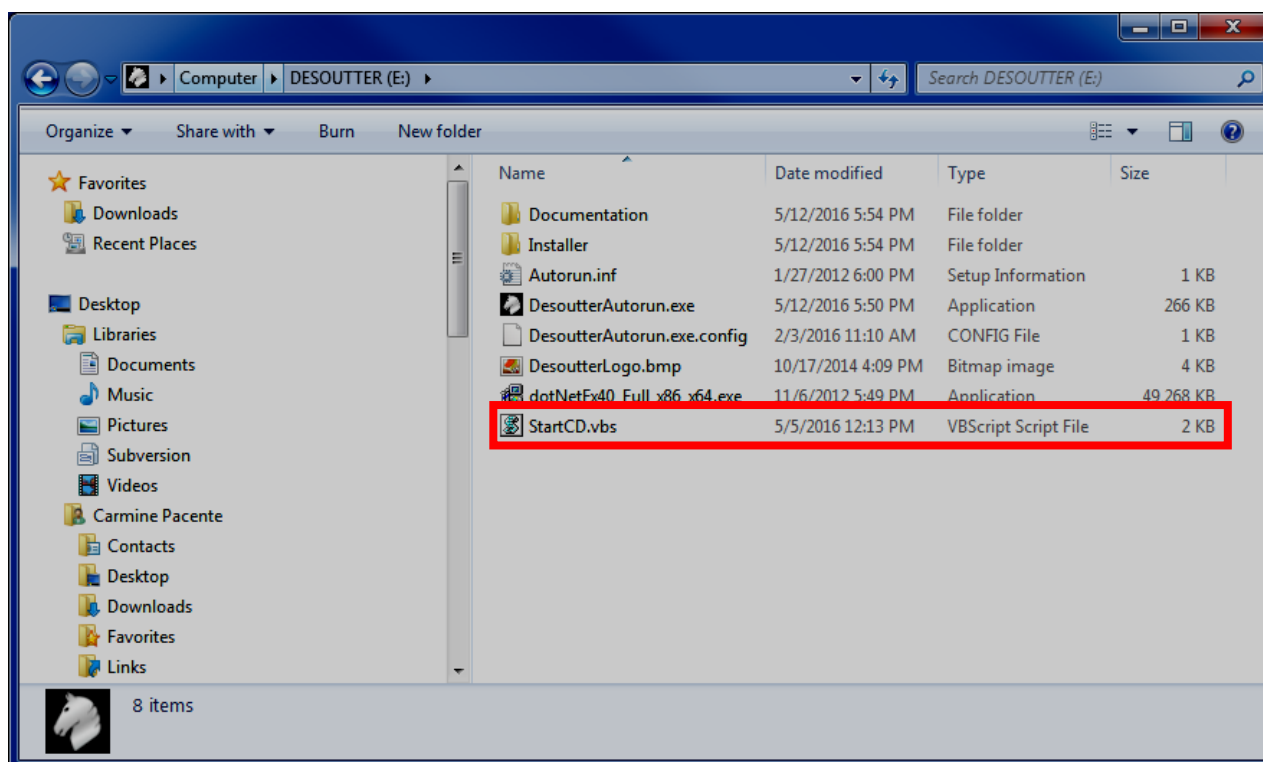 Computer DESOUTTER (E:) Search DESOUTTER (E:)
Organize Share with Burn New folder
Favorites
Downloads
Recent Places
Desktop
Libraries
Documents
Music
Pictures
Subversion
Videos
Carmine Pacente
Contacts
Desktop
Downloads
Favorites
Links
Name Date modified Type Size
Documentation 5/12/2016 5:54 PM File folder
Installer 5/12/2016 5:54 PM File folder
Autorun.inf 1/27/2012 6:00 PM Setup Information 1 KB
DesoutterAutorun.exe 5/12/2016 5:50 PM Application 266 KB
DesoutterAutorun.exe.config 2/3/2016 11:10 AM CONFIG File 1 KB
DesoutterLogo.bmp 10/17/2014 4:09 PM Bitmap image 4 KB
dotNetFx40_Full_x86_x64.exe 11/6/2012 5:49 PM Application 49,268 KB
StartCD.vbs 5/5/2016 12:13 PM VBScript Script File 2 KB
8 items